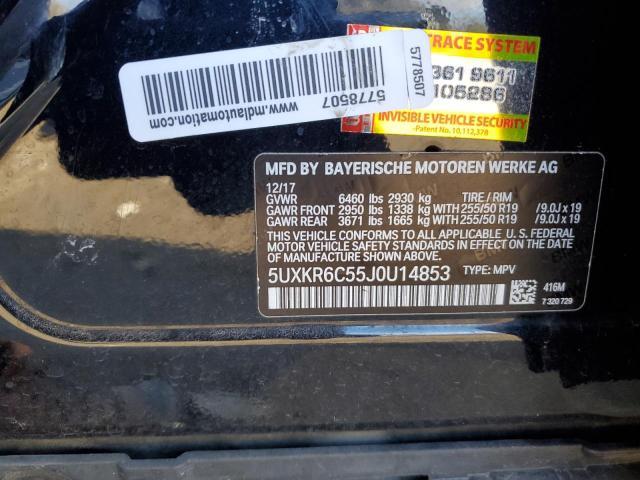 5778507
www.mdlautomation.com
5778507
TRACE SYSTEM
9611
INVISIBLE VEHICLE SECURITY
-Patent No. 10,112,378
MFD BY BAYERISCHE MOTOREN WERKE AG
12/17
GVWR 6460 lbs 2930 kg TIRE / RIM
GAWR FRONT 2950 lbs 1338 kg WITH 255/50 R19 /9.0J x 19
GAWR REAR 3671 lbs 1665 kg WITH 255/50 R19 /9.0J x 19
THIS VEHICLE CONFORMS TO ALL APPLICABLE U. S. FEDERAL
MOTOR VEHICLE SAFETY STANDARDS IN EFFECT ON THE DATE
OF MANUFACTURE SHOWN ABOVE.
5UXKR6C55J0U14853 TYPE: MPV
416M
7 320 729